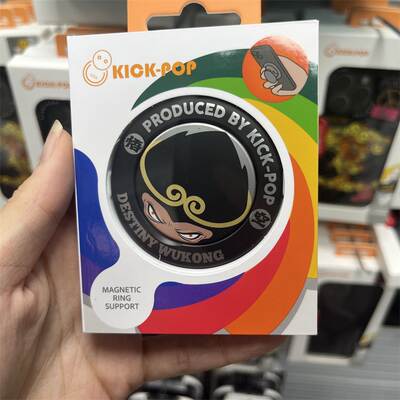 KICK-POP
PRODUCED BY KICK-POP
DESTINY WUKONG
MAGNETIC
RING
SUPPORT